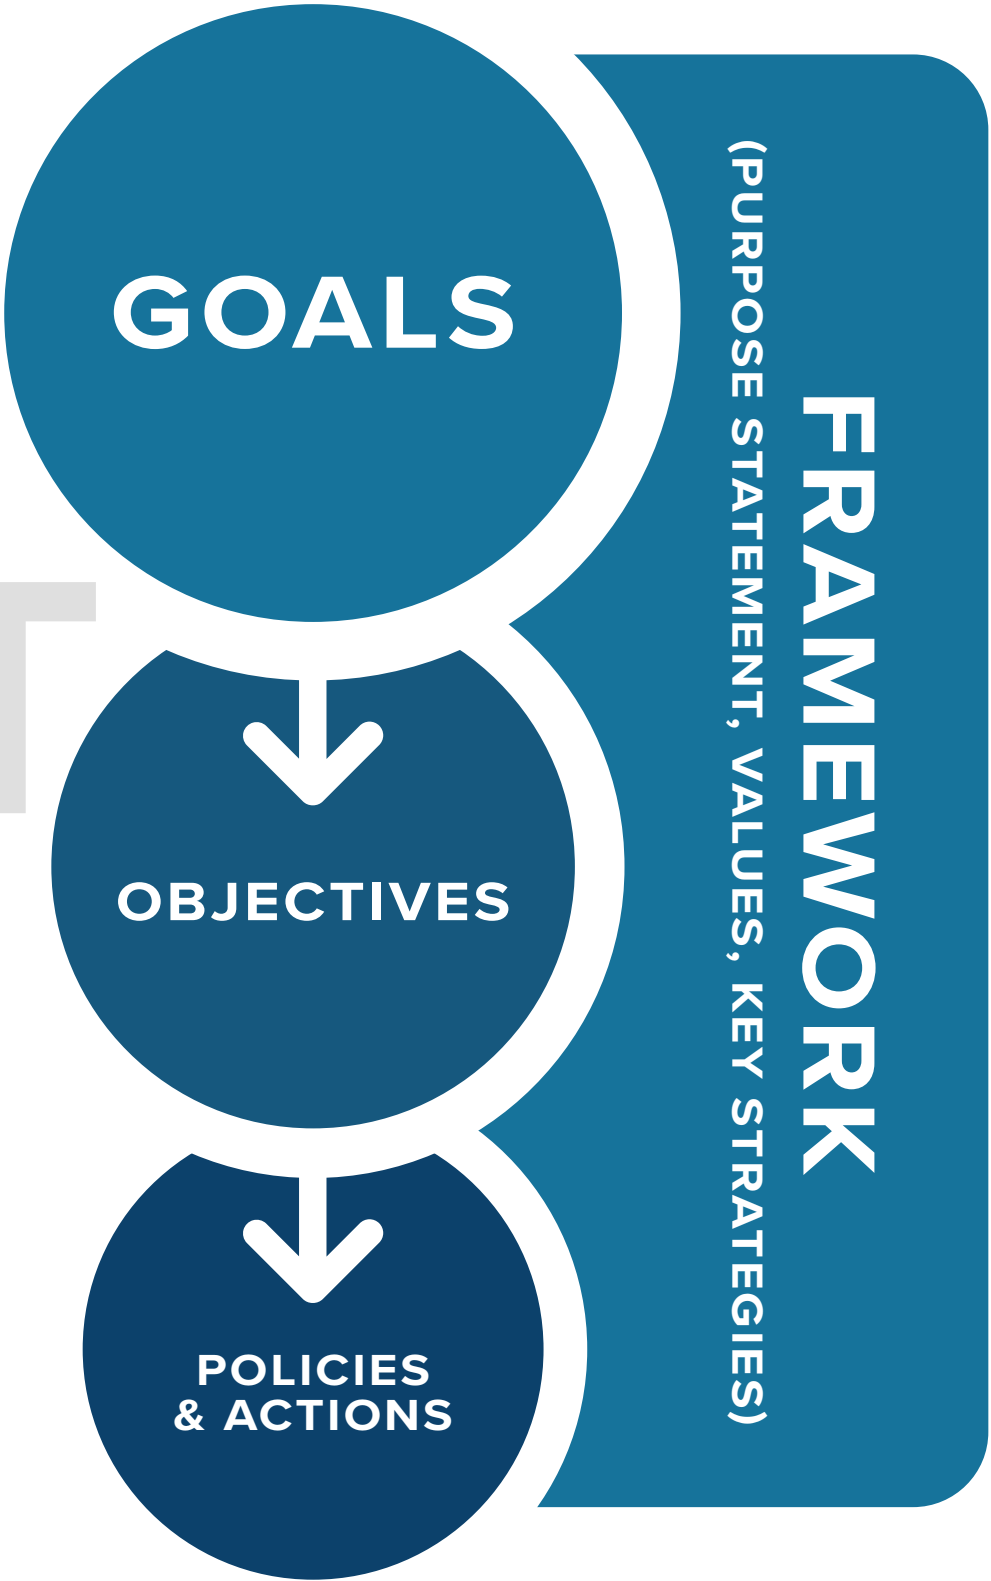 GOALS
OBJECTIVES
POLICIES
& ACTIONS
FRAMEWORK
(PURPOSE STATEMENT, VALUES, KEY STRATEGIES)